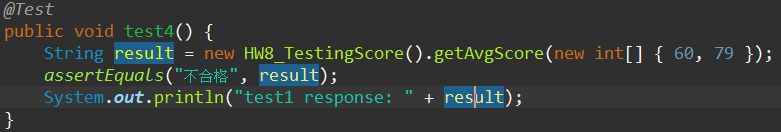 @Test
public void test4() {
String result = new HW8_TestingScore().getAvgScore(new int[] { 60, 79 });
assertEquals("不合格", result);
System.out.println("test1 response: " + result);
}